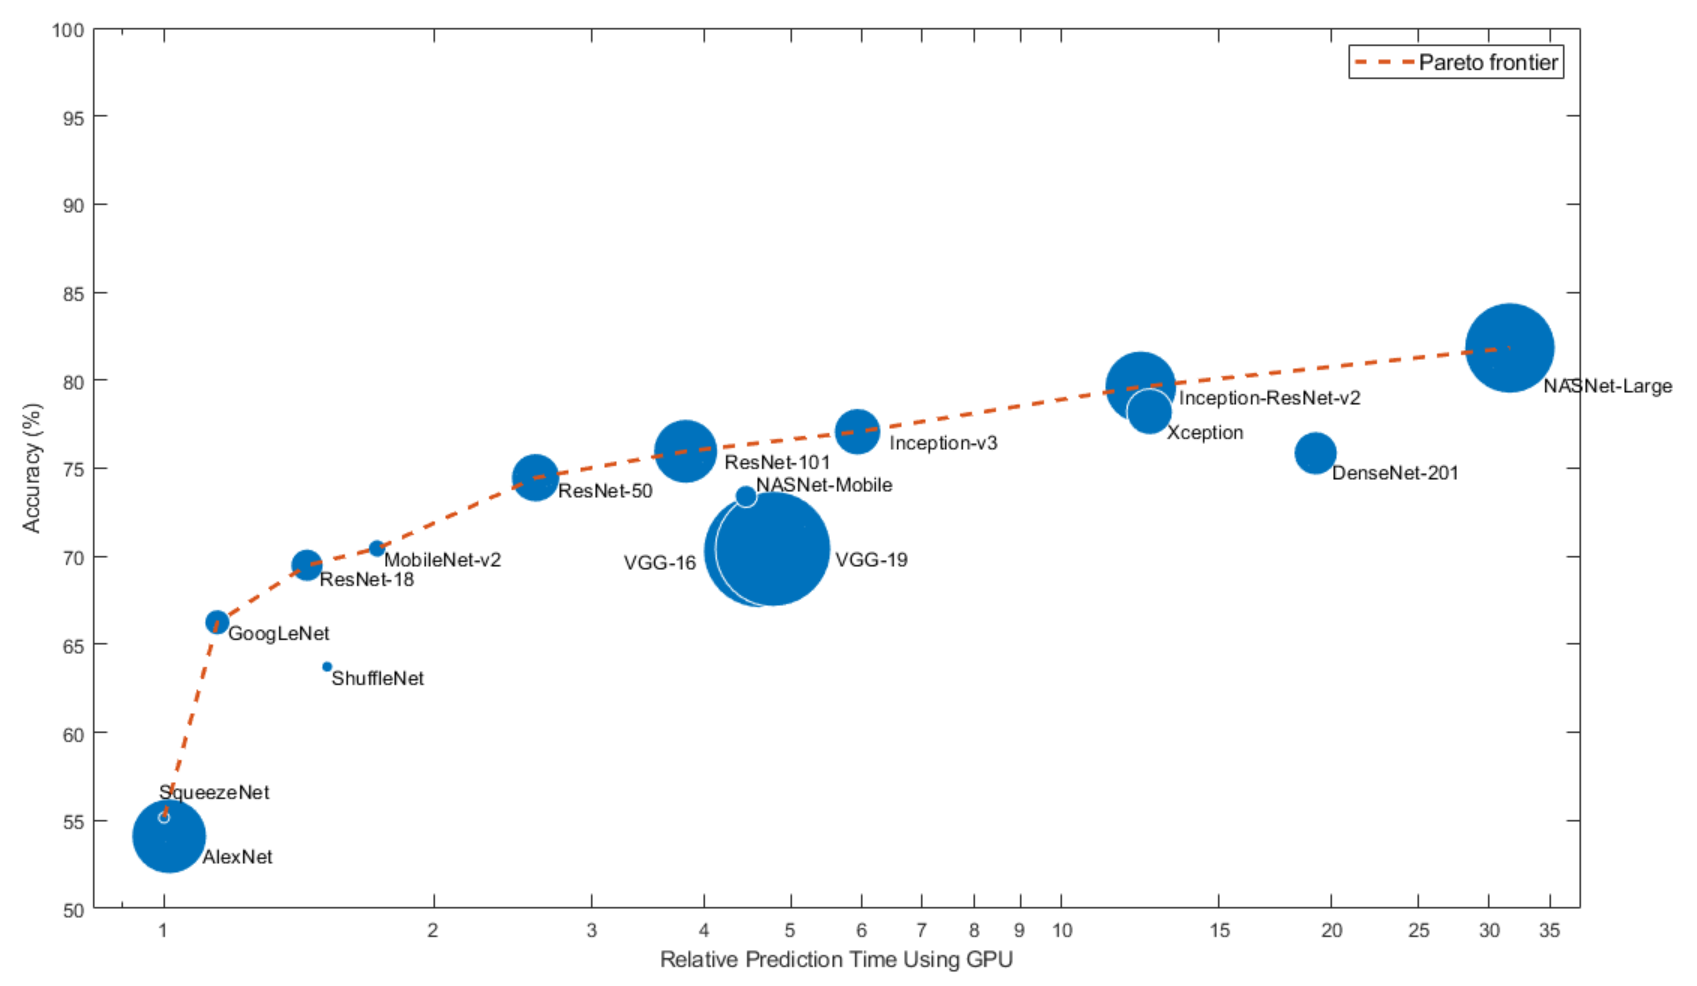 100
Pareto frontier
95
90
85
80
NASNet-Large
Inception-ResNet-v2
Xception
Inception-v3
75
ResNet-101
DenseNet-201
NASNet-Mobile
ResNet-50
70
MobileNet-v2
VGG-16
VGG-19
ResNet-18
65
GoogLeNet
ShuffleNet
60
SqueezeNet
55
AlexNet
50
Accuracy (%)
1 2 3 4 5 6 7 8 9 10 15 20 25 30 35
Relative Prediction Time Using GPU